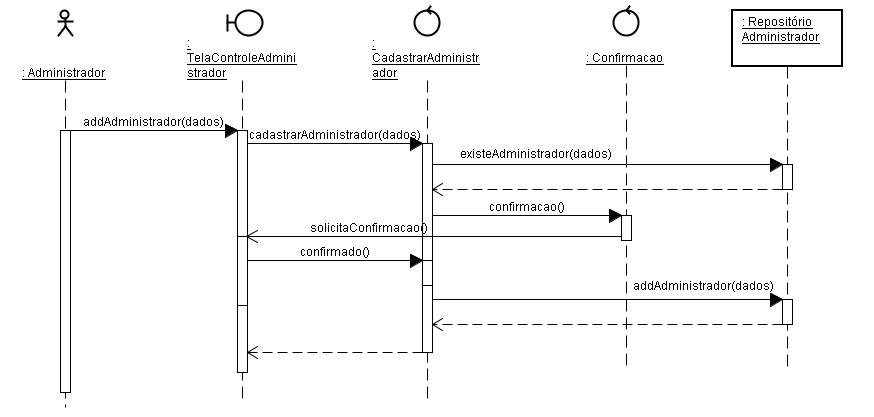 : Administrador
:
TelaControleAdmini
strador
:
CadastrarAdministr
ador
: Confirmacao
: Repositório
Administrador
addAdministrador(dados)
cadastrarAdministrador(dados)
existeAdministrador(dados)
confirmacao()
solicitaConfirmacao()
confirmado()
addAdministrador(dados)